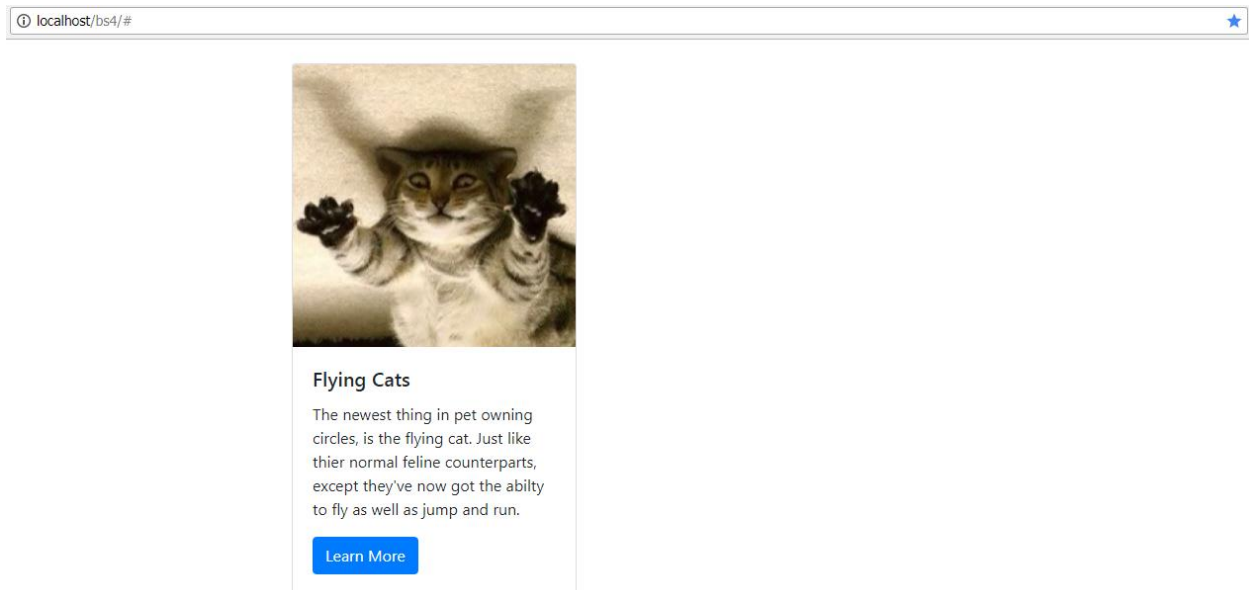 localhost/bs4/#
Flying Cats
The newest thing in pet owning
circles, is the flying cat. Just like
thier normal feline counterparts,
except they've now got the abilty
to fly as well as jump and run.
Learn More